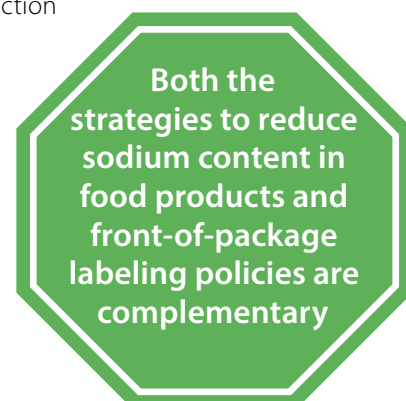 ction
Both the
strategies to reduce
sodium content in
food products and
front-of-package
labeling policies are
complementary